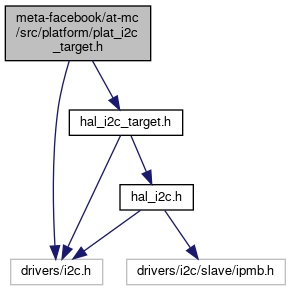 meta-facebook/at-mc
/src/platform/plat_i2c
_target.h
hal_i2c_target.h
hal_i2c.h
drivers/i2c.h
drivers/i2c/slave/ipmb.h